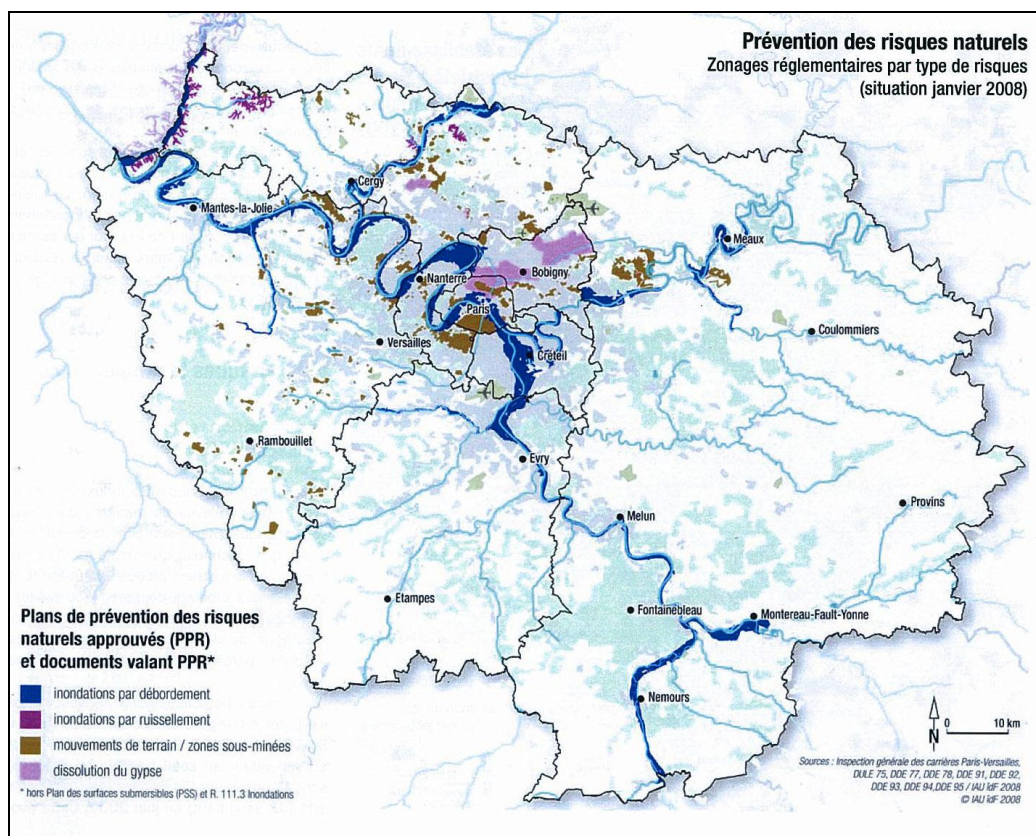 Prévention des risques naturels
Zonages réglementaires par type de risques
(situation janvier 2008)
Cergy
Mantes-la-Jolie
Meaux
Nanterre
Bobigny
Paris
Coulommiers
Versailles
Créteil
Rambouillet
Evry
Provins
Melun
Etampes
Fontainebleau
Montereau-Fault-Yonne
Nemours
Plans de prévention des risques
naturels approuvés (PPR)
et documents valant PPR*
inondations par débordement
inondations par ruissellement
mouvements de terrain / zones sous-minées
dissolution du gypse
* hors Plan des surfaces submersibles (PSS) et R. 111.3 Inondations
N
0 10 km
Sources : Inspection générale des carrières Paris-Versailles,
DULE 75, DDE 77, DDE 78, DDE 91, DDE 92,
DDE 93, DDE 94, DDE 95 / IAU îdF 2008
© IAU îdF 2008